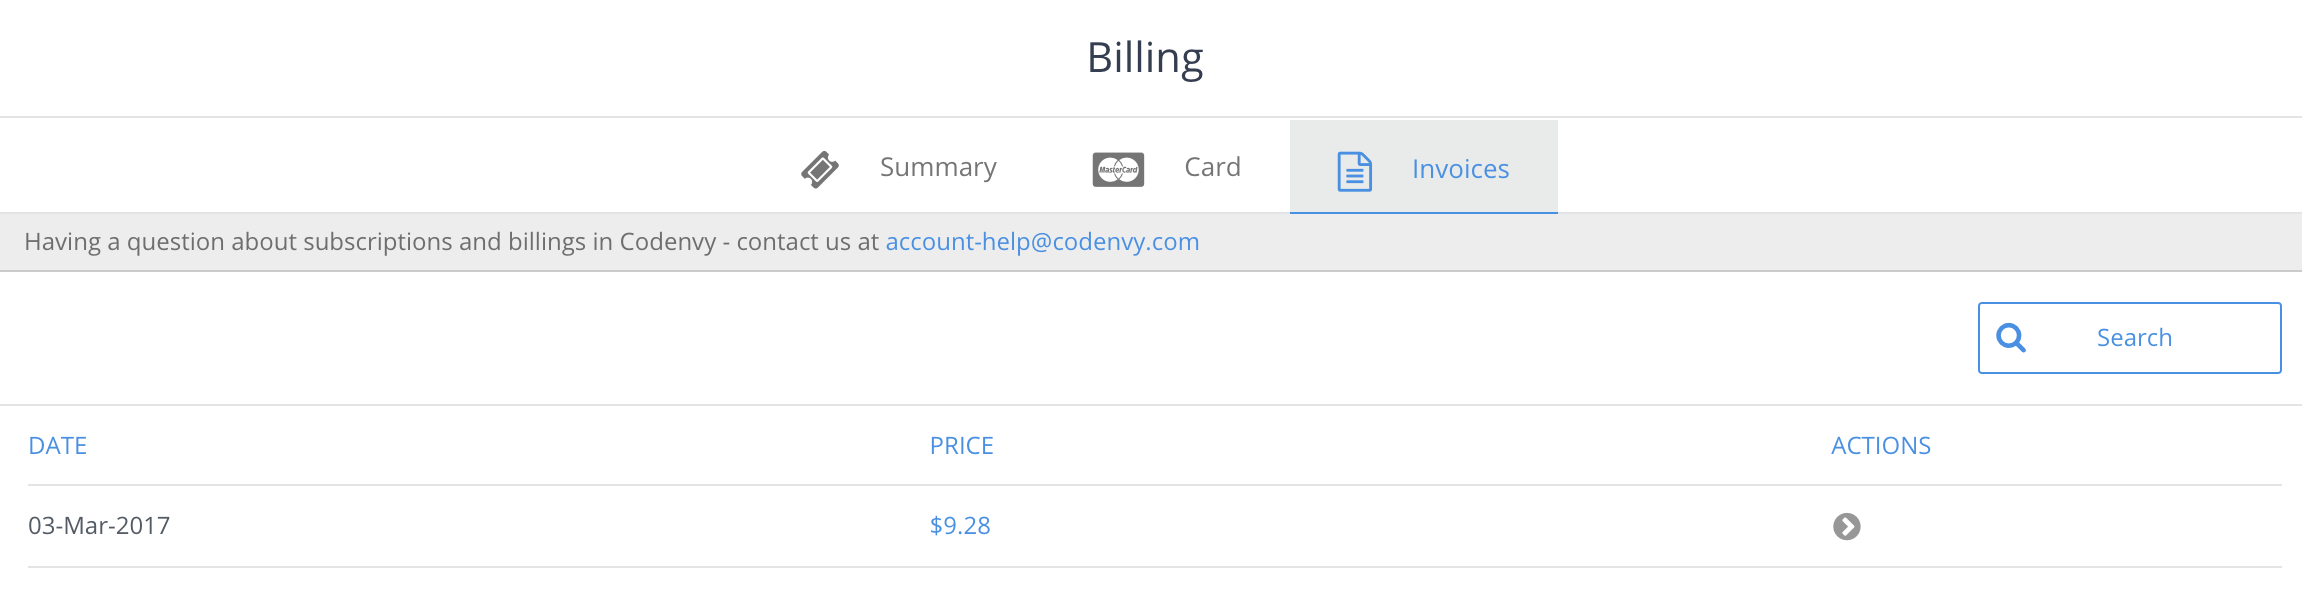 Billing
Summary
MasterCard
Card
Invoices
Having a question about subscriptions and billings in Codenvy - contact us at account-help@codenvy.com
Search
DATE PRICE ACTIONS
03-Mar-2017 $9.28